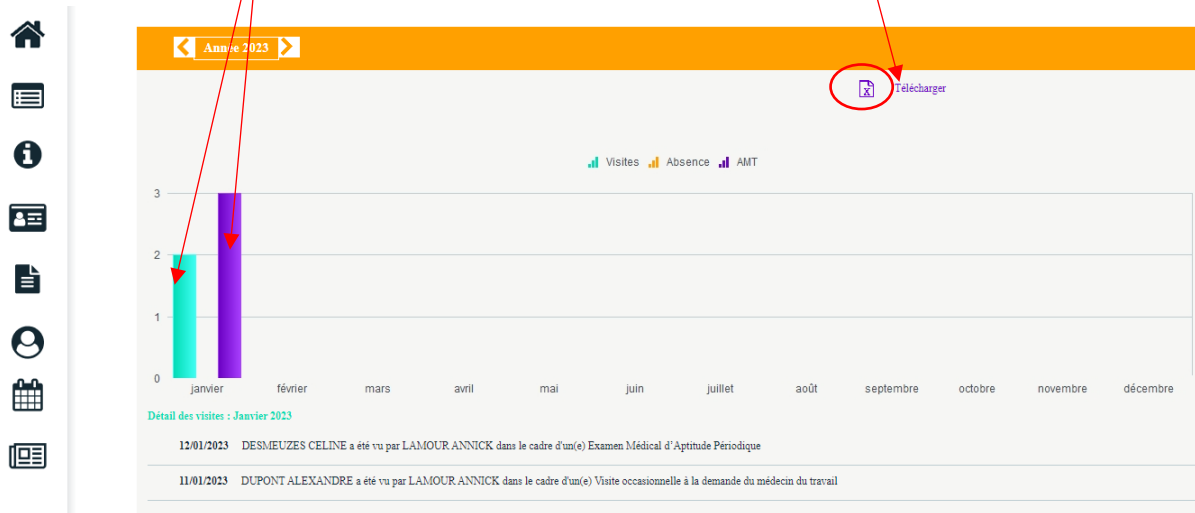 Année 2023
Télécharger
Visites Absence AMT
3
2
1
0
janvier février mars avril mai juin juillet août septembre octobre novembre décembre
Détail des visites : Janvier 2023
12/01/2023 DESMEUZES CELINE a été vu par LAMOUR ANNICK dans le cadre d'un(e) Examen Médical d'Aptitude Périodique
11/01/2023 DUPONT ALEXANDRE a été vu par LAMOUR ANNICK dans le cadre d'un(e) Visite occasionnelle à la demande du médecin du travail